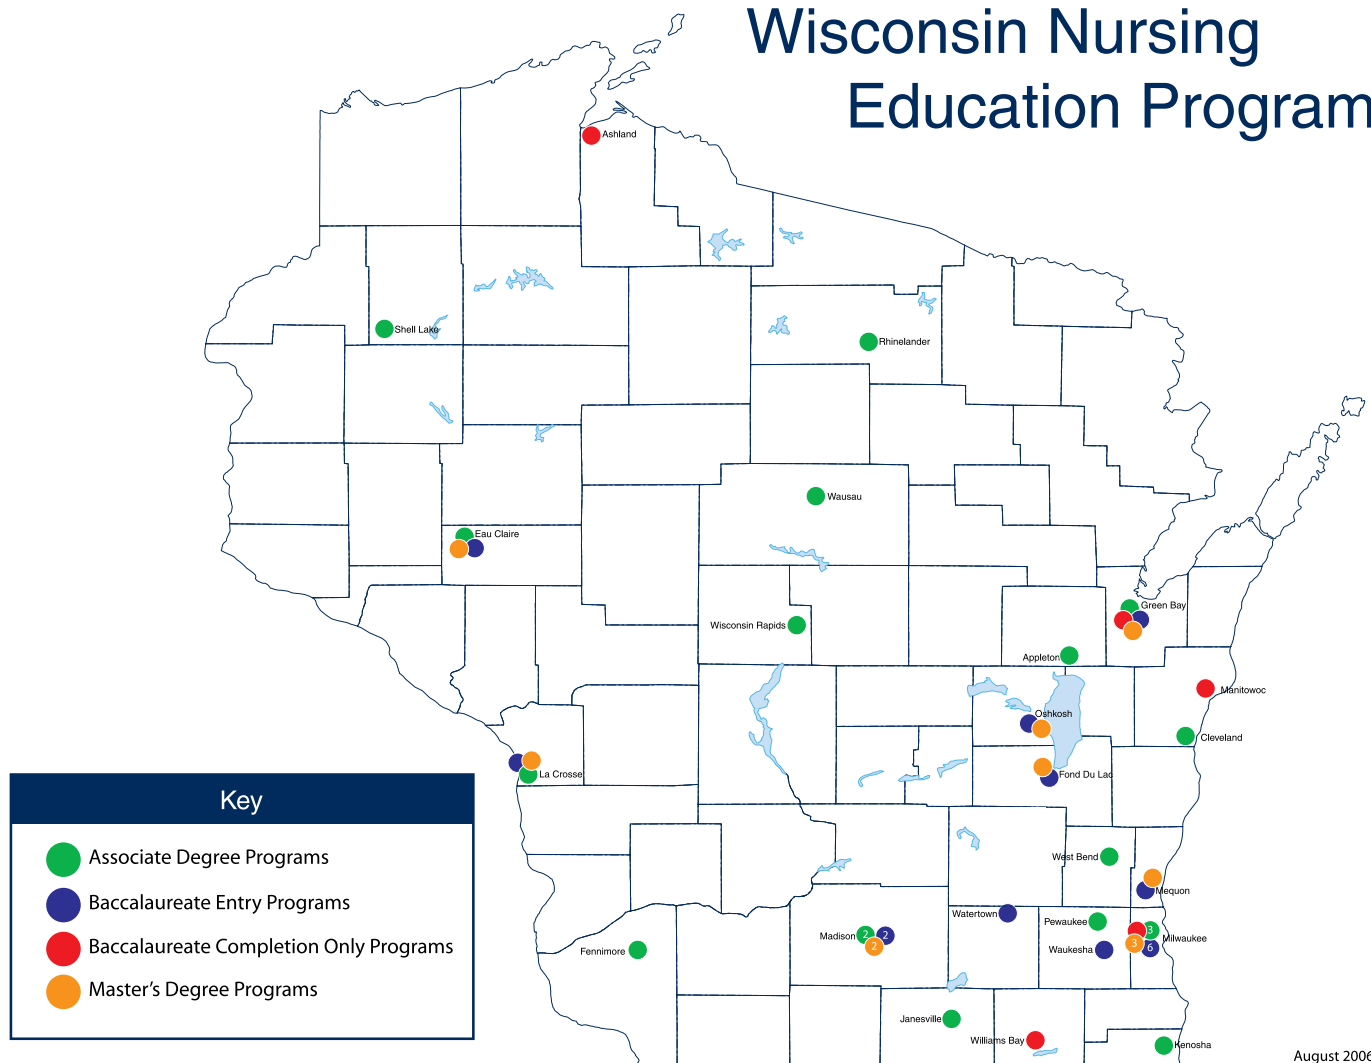 Wisconsin Nursing
Education Program
Ashland
Shell Lake
Rhinelander
Wausau
Eau Claire
Green Bay
Wisconsin Rapids
Appleton
Manitowoc
Oshkosh
Cleveland
La Crosse
Fond Du Lac
Key
Associate Degree Programs
Baccalaureate Entry Programs
Baccalaureate Completion Only Programs
Master's Degree Programs
West Bend
Mequon
Watertown
Pewaukee
Madison 2 2
2
3
Milwaukee
3 6
Waukesha
Fennimore
Janesville
Williams Bay
Kenosha
August 2006